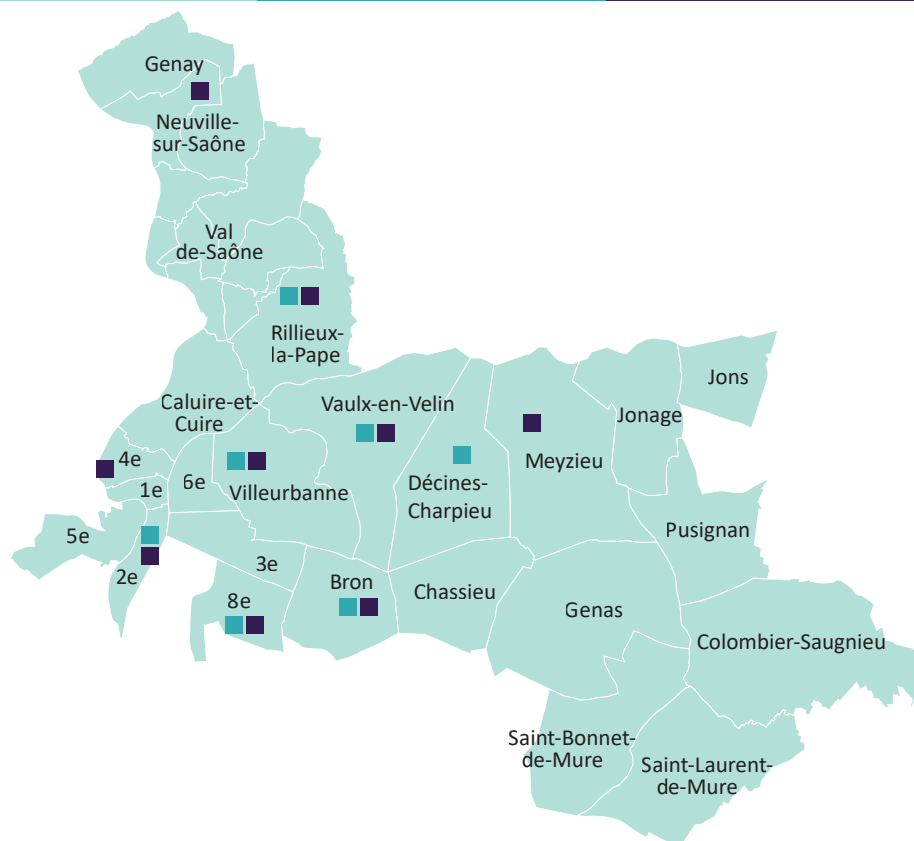 Genay
Neuville-
sur-Saône
Val
de-Saône
Rillieux-
la-Pape
Jons
Caluire-et-
Cuire
Vaulx-en-Velin
Jonage
4e
1e
6e
Villeurbanne
Décines-
Charpieu
Meyzieu
5e
2e
3e
Pusignan
8e
Bron
Chassieu
Genas
Colombier-Saugnieu
Saint-Bonnet-
de-Mure
Saint-Laurent-
de-Mure